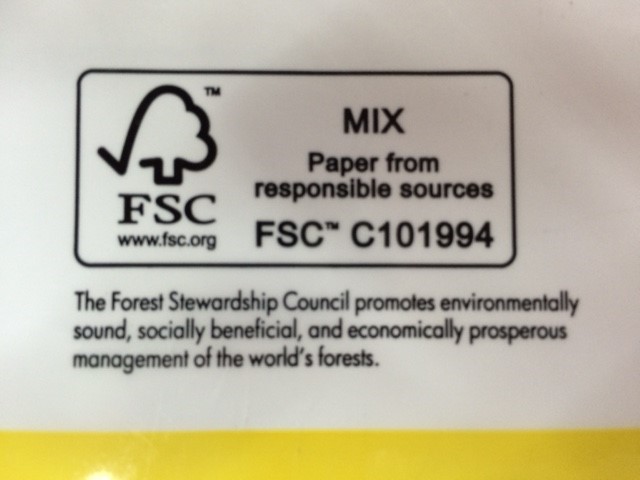 TM
FSC
www.fsc.org
MIX
Paper from
responsible sources
FSC™ C101994
The Forest Stewardship Council promotes environmentally
sound, socially beneficial, and economically prosperous
management of the world's forests.